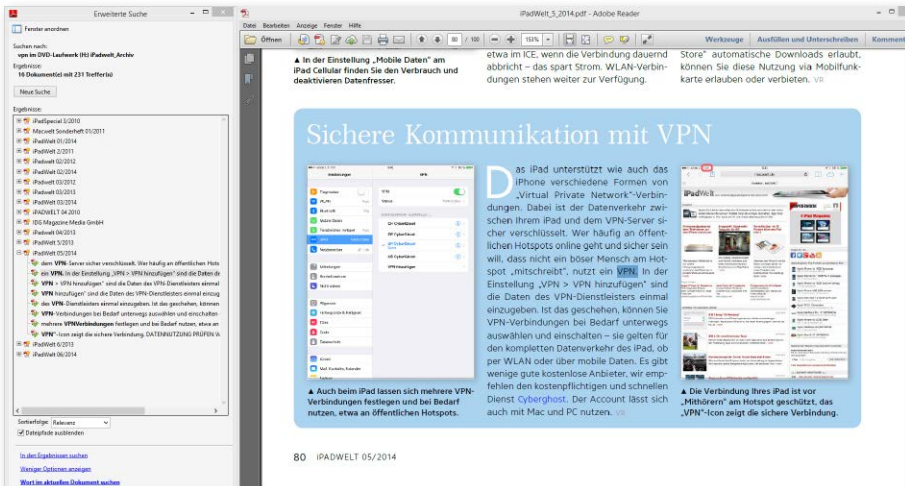 Erweiterte Suche
Fenster anordnen
Suchen nach:
vpn im DVD-Laufwerk (H:) iPadwelt_Archiv
Ergebnisse:
16 Dokument(e) mit 231 Treffer(n)
Neue Suche
Ergebnisse:
iPadSpecial 3/2010
Macwelt Sonderheft 01/2011
iPadWelt 01/2014
iPadWelt 2/2011
ipadwelt 02/2012
iPadWelt 02/2014
ipadwelt 03/2012
iPadwelt 03/2013
iPadWelt 03/2014
IPADWELT 04.2010
IDG Magazine Media GmbH
iPadwelt 04/2013
iPadWelt 5/2013
iPadWelt 05/2014
dem VPN-Server sicher verschlüsselt. Wer häufig an öffentlichen Hots
ein VPN. In der Einstellung „VPN > VPN hinzufügen“ sind die Daten de
VPN > VPN hinzufügen“ sind die Daten des VPN-Dienstleisters einmal
VPN hinzufügen“ sind die Daten des VPN-Dienstleisters einmal einzug
des VPN-Dienstleisters einmal einzugeben. Ist das geschehen, können
VPN-Verbindungen bei Bedarf unterwegs auswählen und einschalten –
mehrere VPNVerbindungen festlegen und bei Bedarf nutzen, etwa an
VPN“-Icon zeigt die sichere Verbindung. DATENNUTZUNG PRÜFEN
iPadWelt 6/2013
iPadWelt 06/2014
Sortierfolge: Relevanz
Dateipfade ausblenden
In den Ergebnissen suchen
Weniger Optionen anzeigen
Wort im aktuellen Dokument suchen
iPadWelt_5_2014.pdf - Adobe Reader
Datei Bearbeiten Anzeige Fenster Hilfe
Öffnen 80 / 100 153% Werkzeuge Ausfüllen und Unterschreiben Komment
▲ In der Einstellung „Mobile Daten“ am
iPad Cellular finden Sie den Verbrauch und
deaktivieren Datenfresser.
etwa im ICE, wenn die Verbindung dauernd
abbricht – das spart Strom. WLAN-Verbin-
dungen stehen weiter zur Verfügung.
Store“ automatische Downloads erlaubt,
können Sie diese Nutzung via Mobilfunk-
karte erlauben oder verbieten. VR
Sichere Kommunikation mit VPN
Einstellungen
VPN
VPN
Status
VPN hinzufügen
Mitteilungen
Allgemein
▲ Auch beim iPad lassen sich mehrere VPN-
Verbindungen festlegen und bei Bedarf
nutzen, etwa an öffentlichen Hotspots.
Das iPad unterstützt wie auch das
iPhone verschiedene Formen von
„Virtual Private Network“-Verbin-
dungen. Dabei ist der Datenverkehr zwi-
schen Ihrem iPad und dem VPN-Server si-
cher verschlüsselt. Wer häufig an öffent-
lichen Hotspots online geht und sicher sein
will, dass nicht ein böser Mensch am Hot-
spot „mitschreibt“, nutzt ein VPN. In der
Einstellung „VPN > VPN hinzufügen“ sind
die Daten des VPN-Dienstleisters einmal
einzugeben. Ist das geschehen, können Sie
VPN-Verbindungen bei Bedarf unterwegs
auswählen und einschalten – sie gelten für
den kompletten Datenverkehr des iPad, ob
per WLAN oder über mobile Daten. Es gibt
wenige gute kostenlose Anbieter, wir emp-
fehlen den kostenpflichtigen und schnellen
Dienst Cyberghost. Der Account lässt sich
auch mit Mac und PC nutzen. VR
iPadWelt
▲ Die Verbindung Ihres iPad ist vor
„Mithörern“ am Hotspot geschützt, das
„VPN“-Icon zeigt die sichere Verbindung.
80 IPADWELT 05/2014